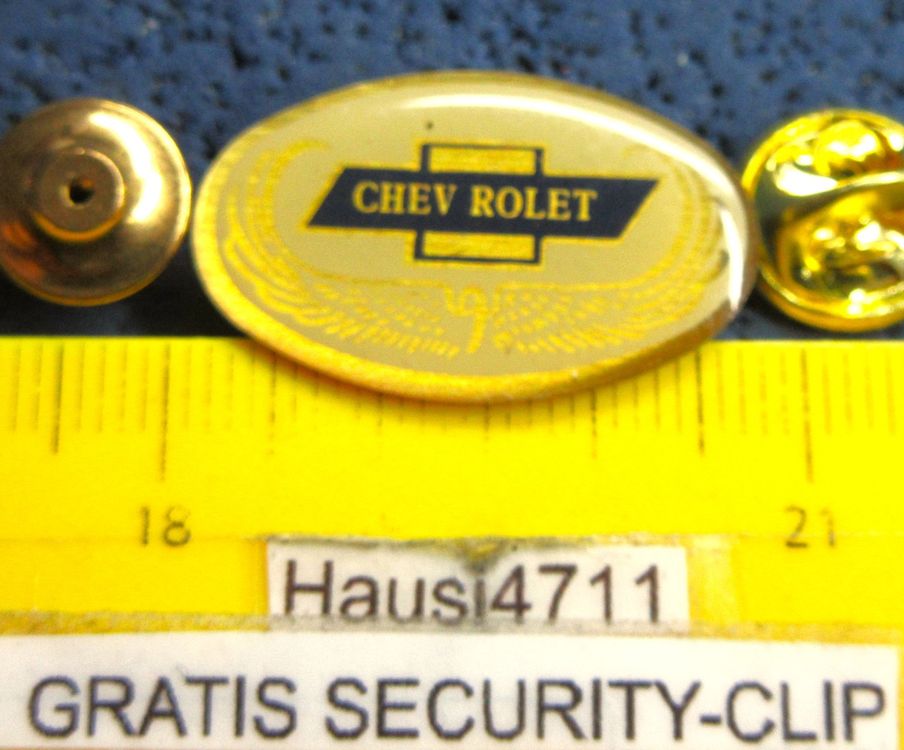 CHEV ROLET
18 21
Hausi4711
GRATIS SECURITY-CLIP